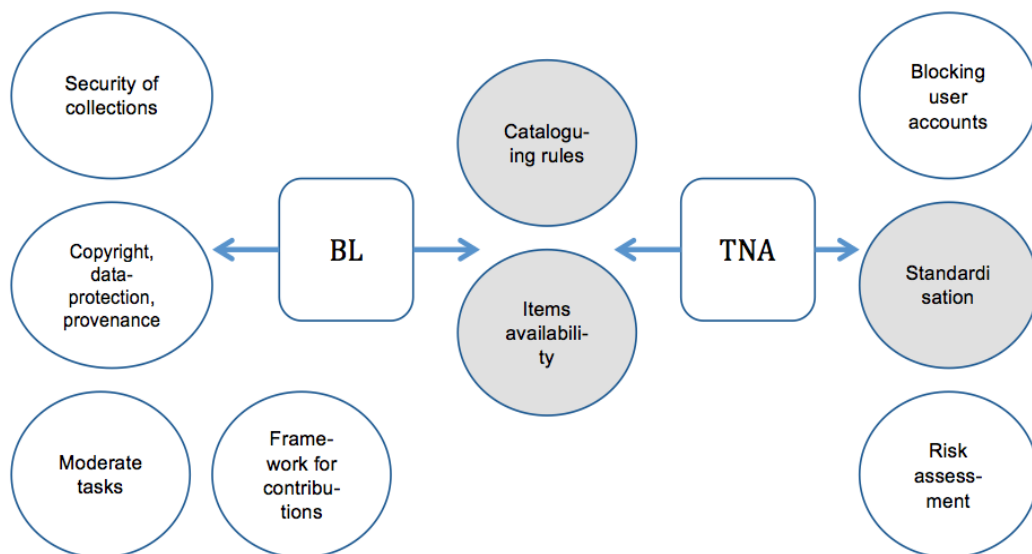 Security of
collections
Catalogu-
ing rules
Blocking
user
accounts
Copyright,
data-
protection,
provenance
BL
Items
availabili-
ty
TNA
Standardi
sation
Moderate
tasks
Frame-
work for
contribu-
tions
Risk
assess-
ment